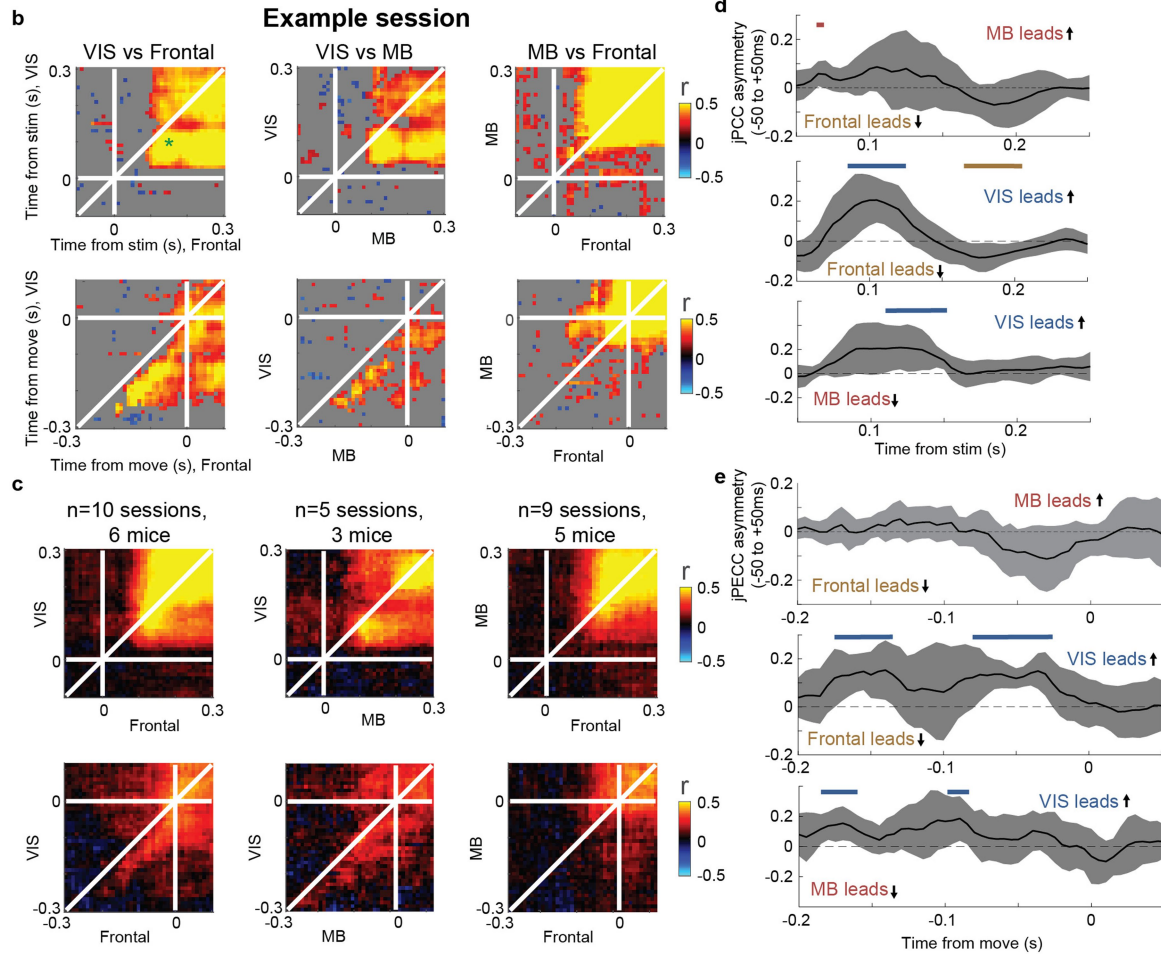 b
Example session
VIS vs Frontal
VIS vs MB
MB vs Frontal
Time from stim (s), VIS
0.3
0
*
0
0.3
Time from stim (s), Frontal
VIS
0.3
0
0
0.3
MB
MB
0.3
0
0
0.3
Frontal
r
0.5
0
-0.5
Time from move (s), VIS
0
-0.3
-0.3
0
Time from move (s), Frontal
VIS
0
-0.3
0
MB
MB
0
-0.3
0
Frontal
r
0.5
0
-0.5
c
n=10 sessions,
6 mice
n=5 sessions,
3 mice
n=9 sessions,
5 mice
VIS
0.3
0
0
0.3
Frontal
VIS
0.3
0
0
0.3
MB
MB
0.3
0
0
0.3
Frontal
r
0.5
0
-0.5
VIS
0
-0.3
-0.3
0
Frontal
VIS
0
-0.3
-0.3
0
MB
MB
0
-0.3
-0.3
0
Frontal
r
0.5
0
-0.5
d
jPCC asymmetry
(-50 to +50ms)
0.2
0
-0.2
MB leads
Frontal leads
0.1
0.2
0.2
0
-0.2
VIS leads
Frontal leads
0.1
0.2
0.2
0
-0.2
VIS leads
MB leads
0.1
0.2
Time from stim (s)
e
jPECC asymmetry
(-50 to +50ms)
0.2
0
-0.2
MB leads
Frontal leads
-0.2
-0.1
0
0.2
0
-0.2
VIS leads
Frontal leads
-0.2
-0.1
0
0.2
0
-0.2
VIS leads
MB leads
-0.2
-0.1
0
Time from move (s)